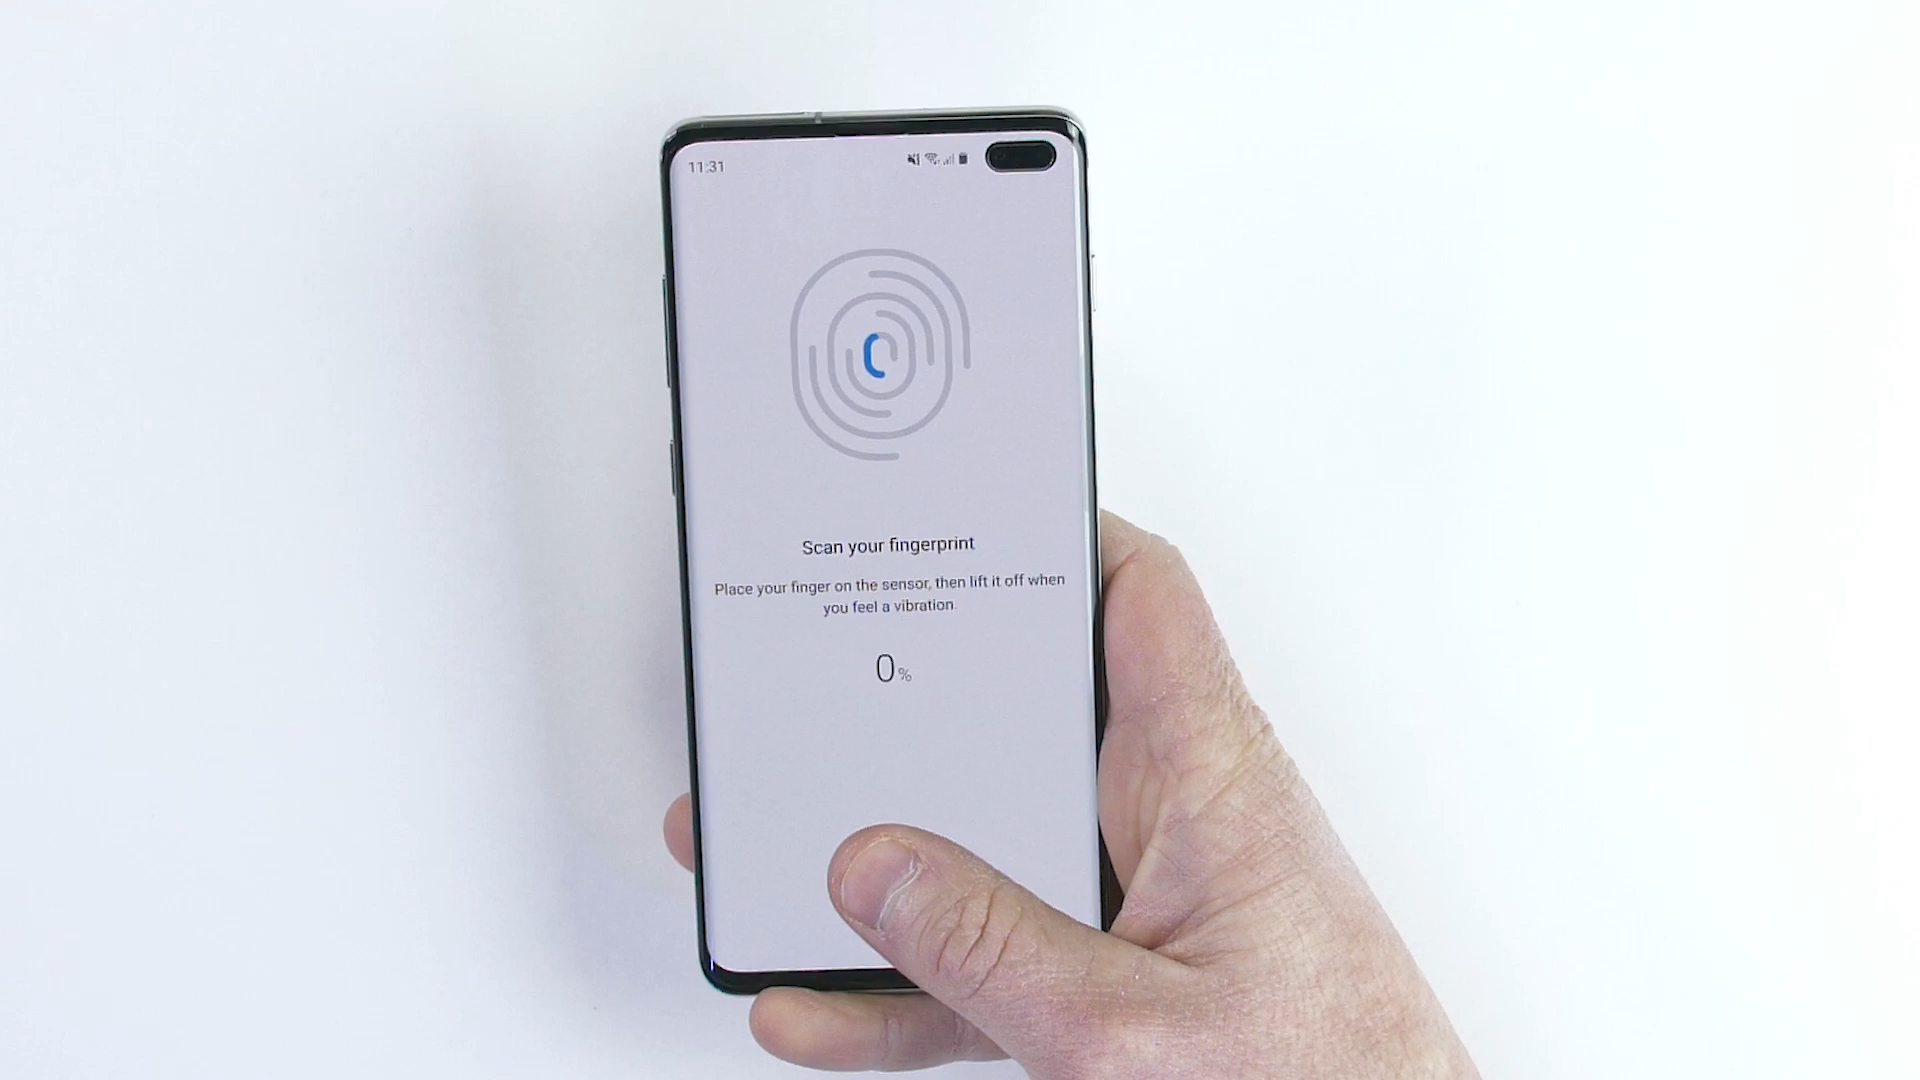 11:31
Scan your fingerprint
Place your finger on the sensor, then lift it off when
you feel a vibration.
0%